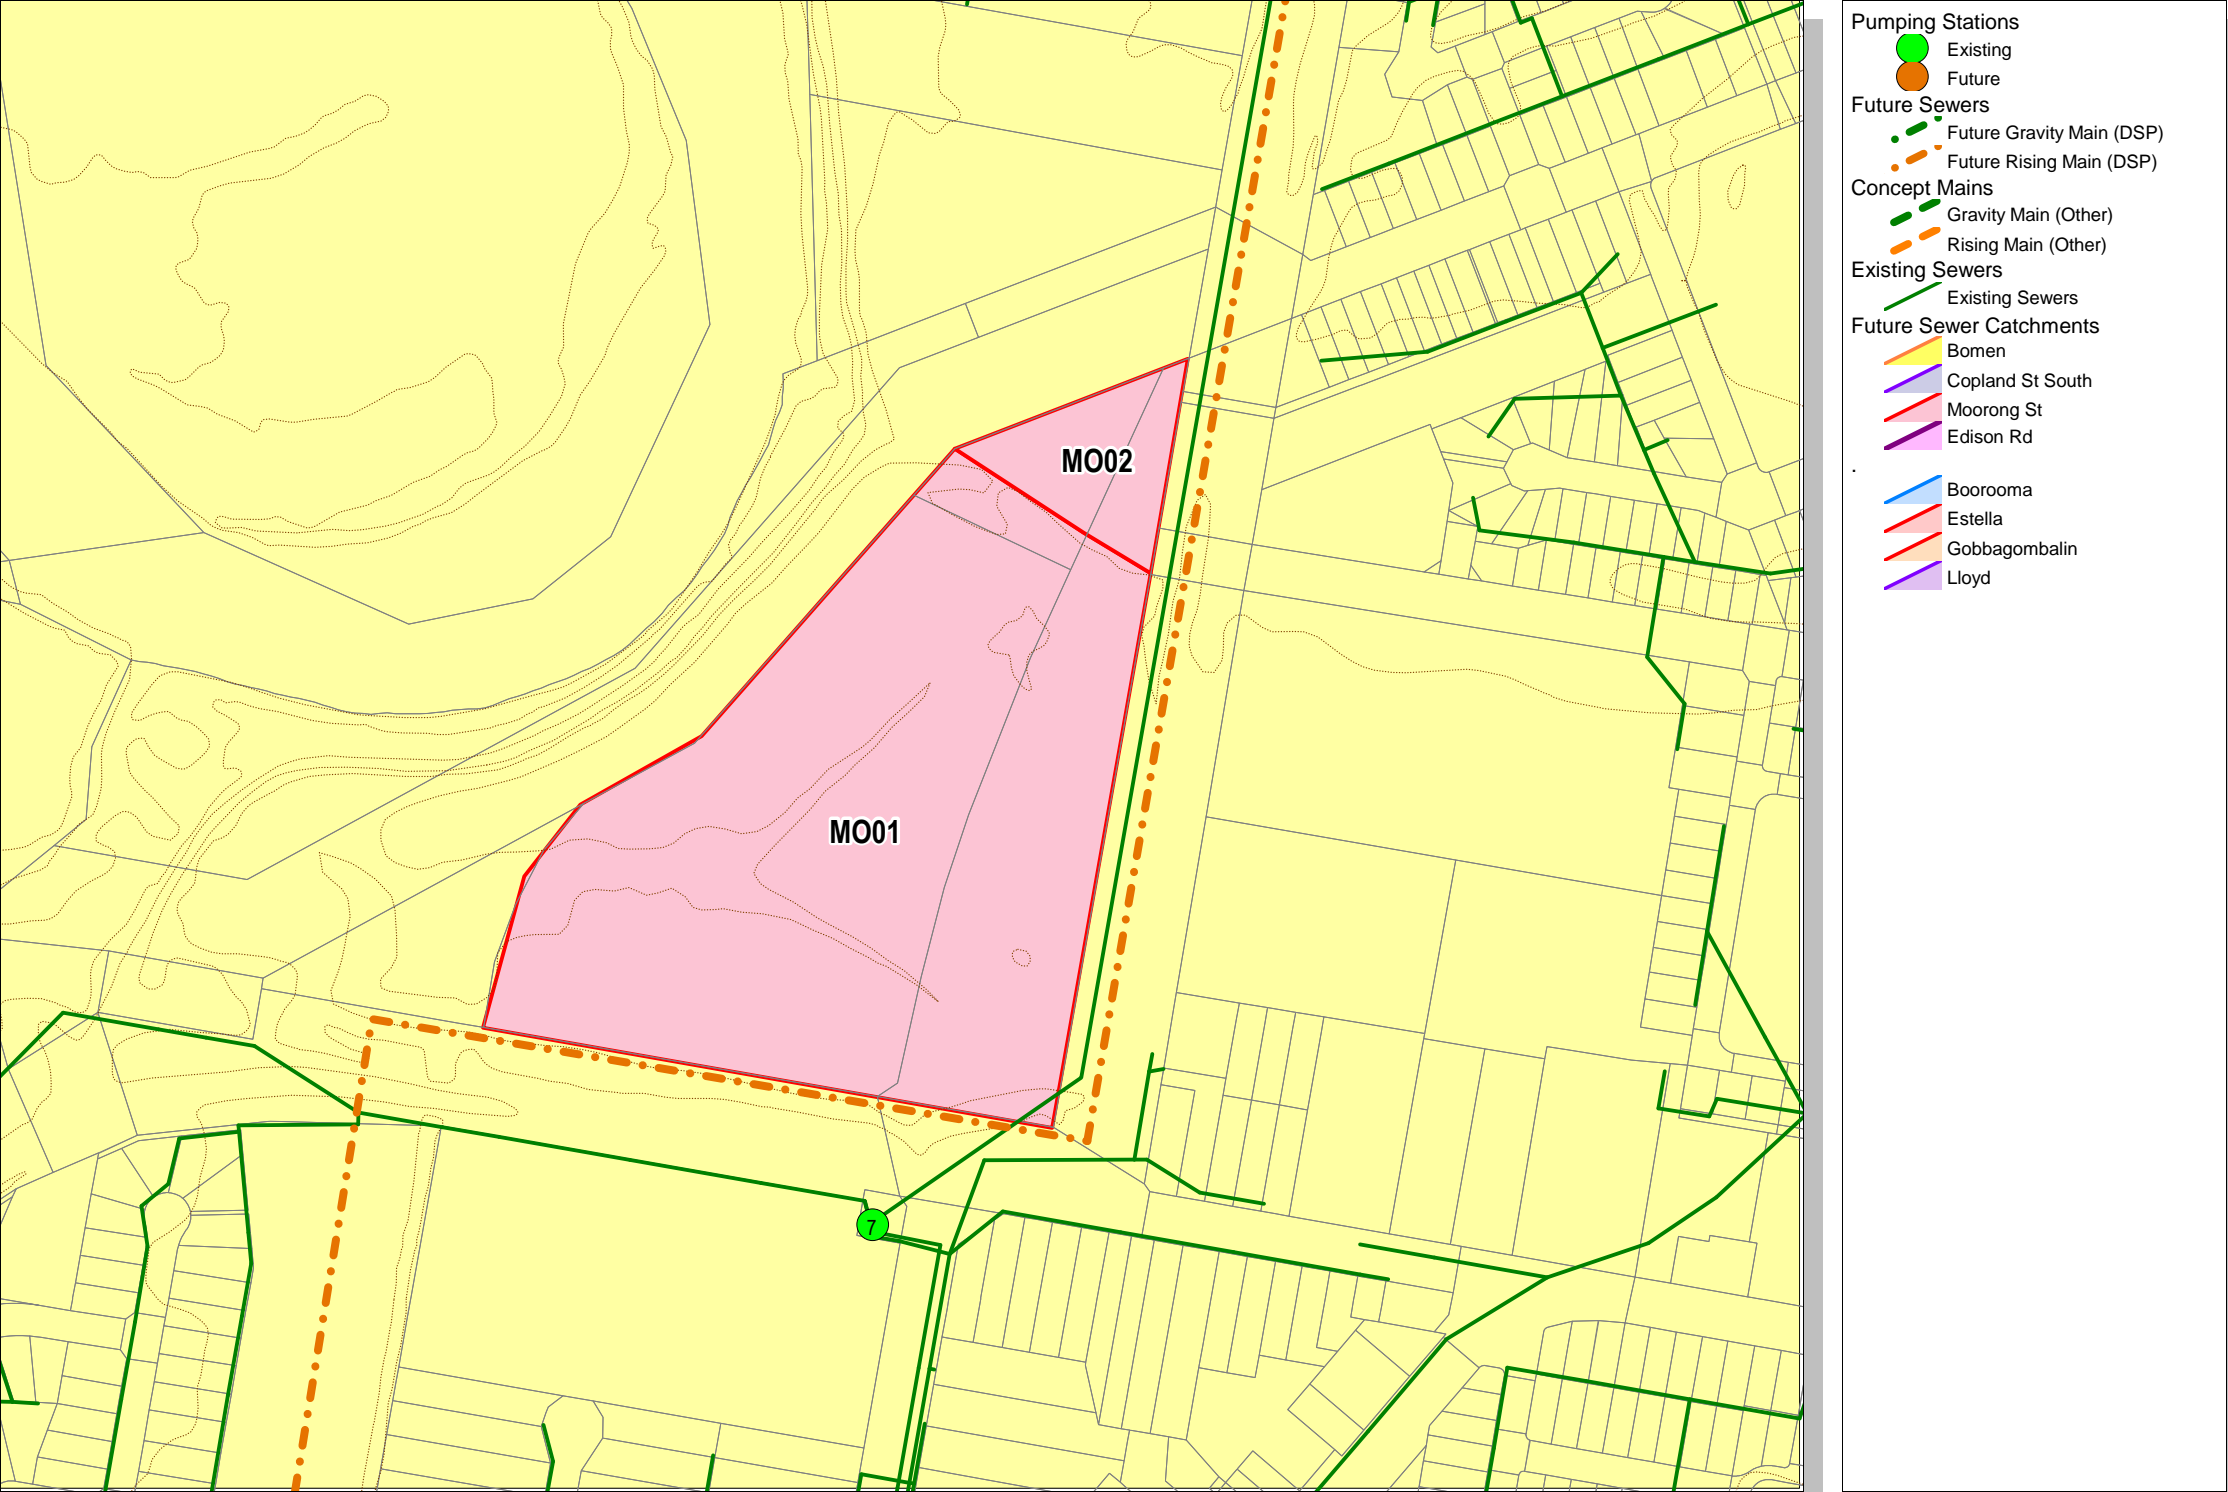 MO02
MO01
7
Pumping Stations
Existing
Future
Future Sewers
Future Gravity Main (DSP)
Future Rising Main (DSP)
Concept Mains
Gravity Main (Other)
Rising Main (Other)
Existing Sewers
Existing Sewers
Future Sewer Catchments
Bomen
Copland St South
Moorong St
Edison Rd
.
Boorooma
Estella
Gobbagombalin
Lloyd